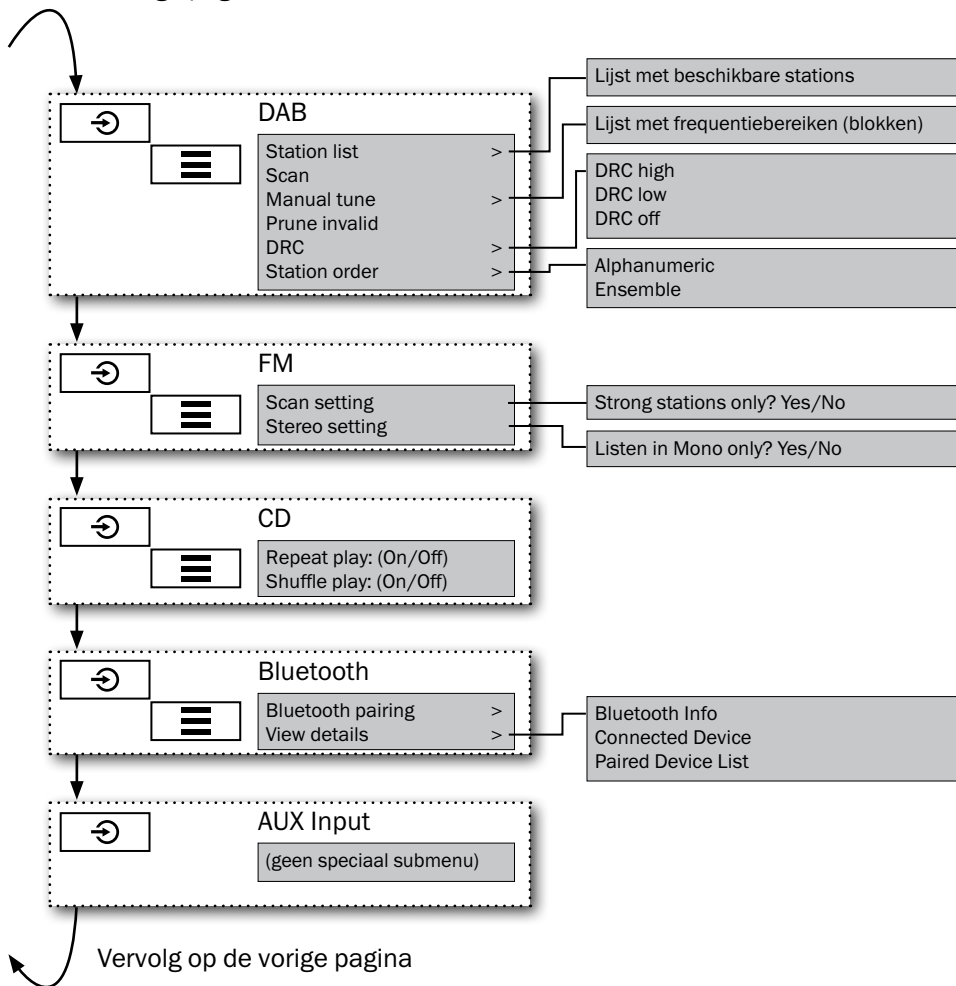 DAB
Station list >
Scan
Manual tune >
Prune invalid
DRC >
Station order >
Lijst met beschikbare stations
Lijst met frequentiebereiken (blokken)
DRC high
DRC low
DRC off
Alphanumeric
Ensemble
FM
Scan setting
Stereo setting
Strong stations only? Yes/No
Listen in Mono only? Yes/No
CD
Repeat play: (On/Off)
Shuffle play: (On/Off)
Bluetooth
Bluetooth pairing >
View details >
Bluetooth Info
Connected Device
Paired Device List
AUX Input
(geen speciaal submenu)
Vervolg op de vorige pagina